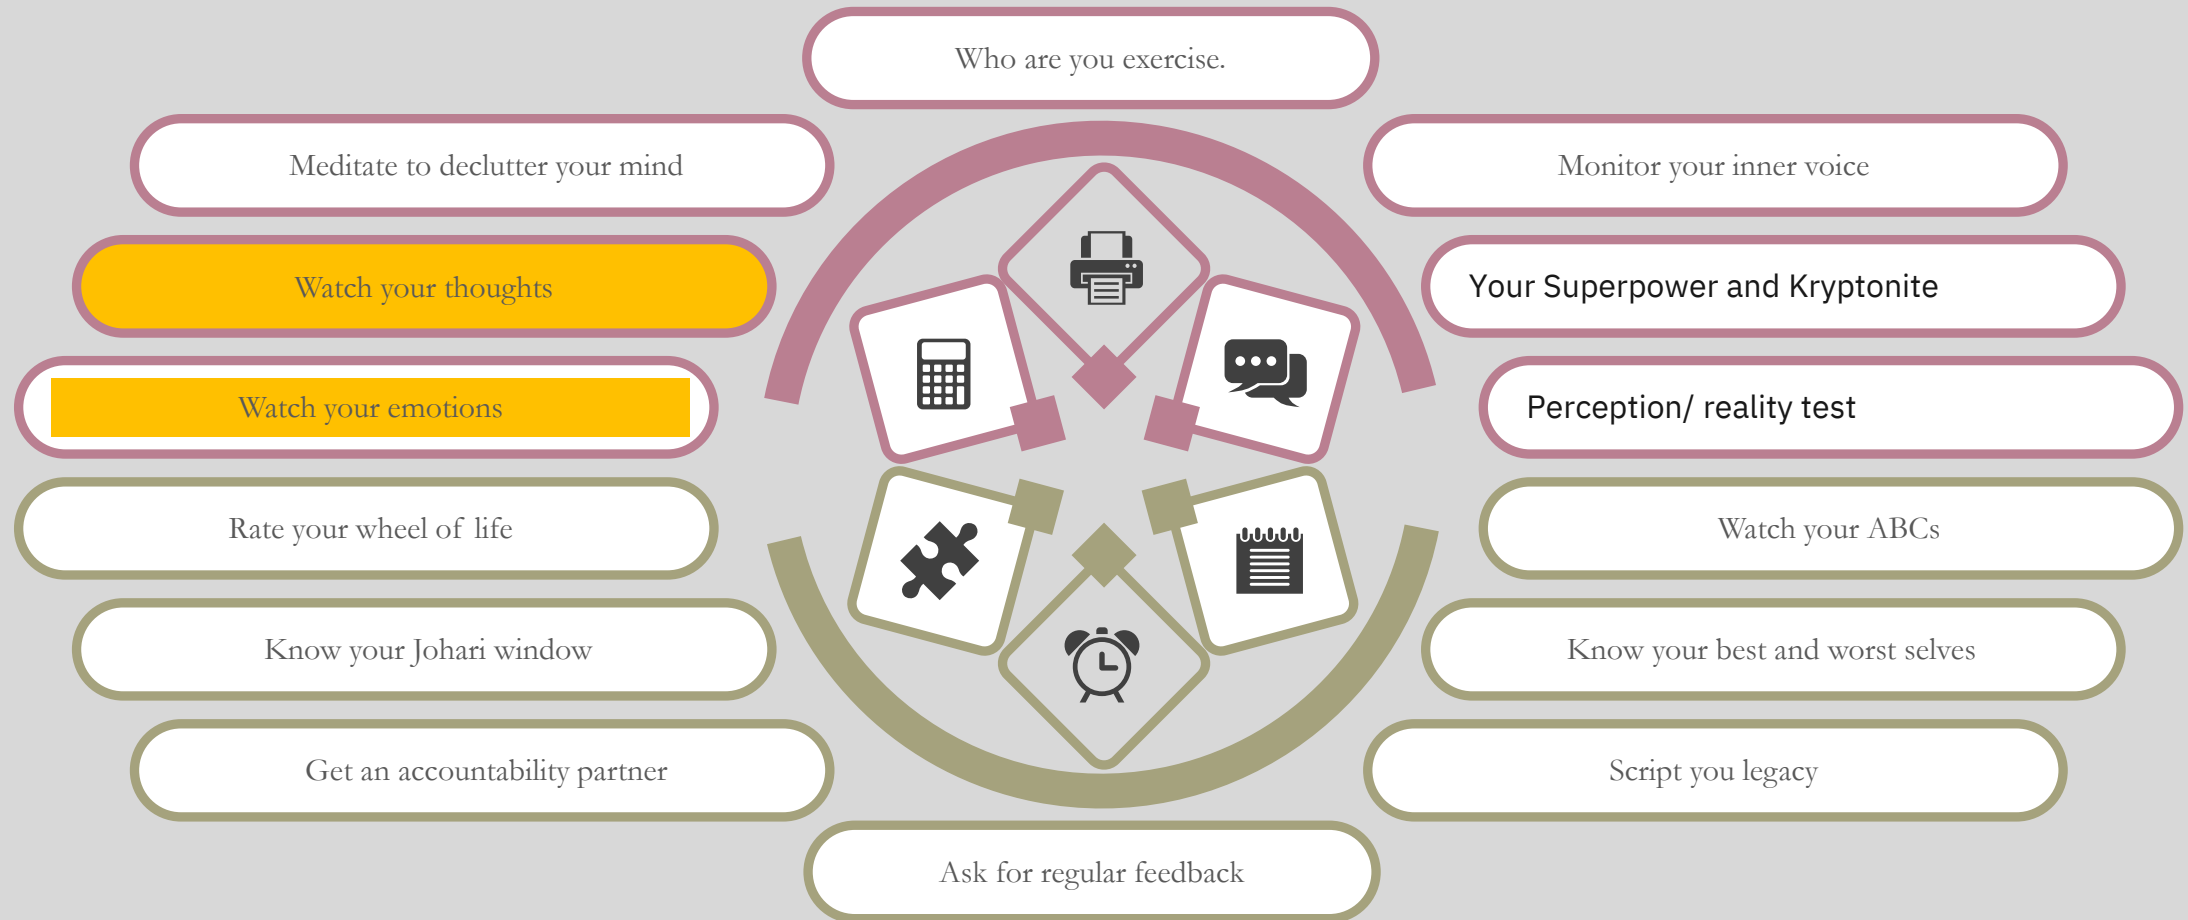 Who are you exercise.
Meditate to declutter your mind
Monitor your inner voice
Watch your thoughts
Your Superpower and Kryptonite
Watch your emotions
Perception/ reality test
Rate your wheel of life
Watch your ABCs
Know your Johari window
Know your best and worst selves
Get an accountability partner
Script you legacy
Ask for regular feedback